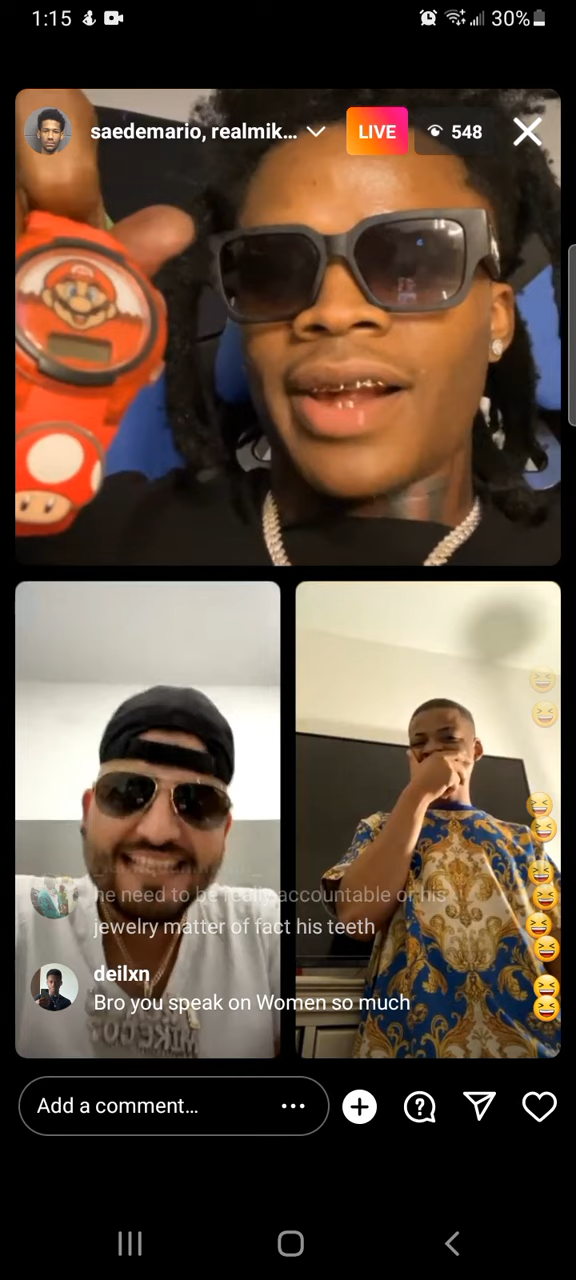 1:15
30%
saedemario, realmik...
LIVE
548
he need to be really accountable or his
jewelry matter of fact his teeth
deilxn
Bro you speak on Women so much
Add a comment...